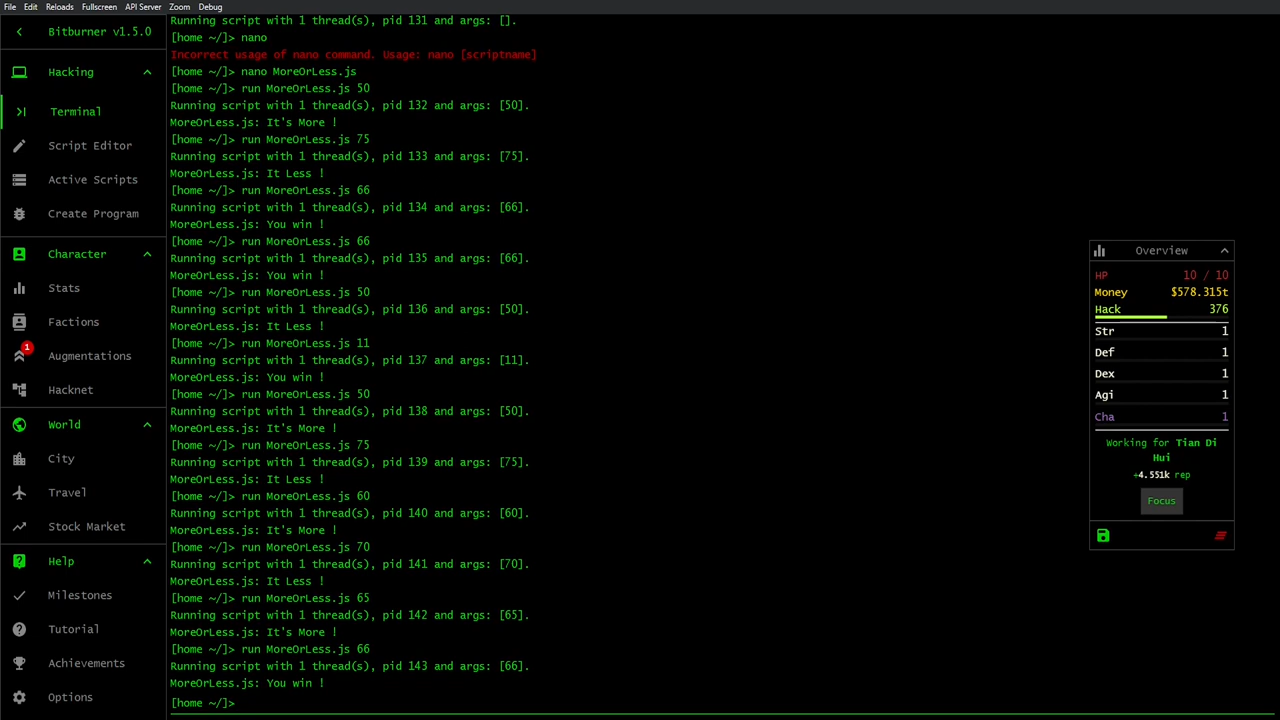 File Edit Reloads Fullscreen API Server Zoom Debug
Bitburner v1.5.0
Hacking
Terminal
Script Editor
Active Scripts
Create Program
Character
Stats
Factions
1
Augmentations
Hacknet
World
City
Travel
Stock Market
Help
Milestones
Tutorial
Achievements
Options
Running script with 1 thread(s), pid 131 and args: [].
[home ~/]> nano
Incorrect usage of nano command. Usage: nano [scriptname]
[home ~/]> nano MoreOrLess.js
[home ~/]> run MoreOrLess.js 50
Running script with 1 thread(s), pid 132 and args: [50].
MoreOrLess.js: It's More !
[home ~/]> run MoreOrLess.js 75
Running script with 1 thread(s), pid 133 and args: [75].
MoreOrLess.js: It Less !
[home ~/]> run MoreOrLess.js 66
Running script with 1 thread(s), pid 134 and args: [66].
MoreOrLess.js: You win !
[home ~/]> run MoreOrLess.js 66
Running script with 1 thread(s), pid 135 and args: [66].
MoreOrLess.js: You win !
[home ~/]> run MoreOrLess.js 50
Running script with 1 thread(s), pid 136 and args: [50].
MoreOrLess.js: It Less !
[home ~/]> run MoreOrLess.js 11
Running script with 1 thread(s), pid 137 and args: [11].
MoreOrLess.js: You win !
[home ~/]> run MoreOrLess.js 50
Running script with 1 thread(s), pid 138 and args: [50].
MoreOrLess.js: It's More !
[home ~/]> run MoreOrLess.js 75
Running script with 1 thread(s), pid 139 and args: [75].
MoreOrLess.js: It Less !
[home ~/]> run MoreOrLess.js 60
Running script with 1 thread(s), pid 140 and args: [60].
MoreOrLess.js: It's More !
[home ~/]> run MoreOrLess.js 70
Running script with 1 thread(s), pid 141 and args: [70].
MoreOrLess.js: It Less !
[home ~/]> run MoreOrLess.js 65
Running script with 1 thread(s), pid 142 and args: [65].
MoreOrLess.js: It's More !
[home ~/]> run MoreOrLess.js 66
Running script with 1 thread(s), pid 143 and args: [66].
MoreOrLess.js: You win !
[home ~/]>
Overview
HP 10 / 10
Money $578.315t
Hack 376
Str 1
Def 1
Dex 1
Agi 1
Cha 1
Working for Tian Di
Hui
+4.551k rep
Focus